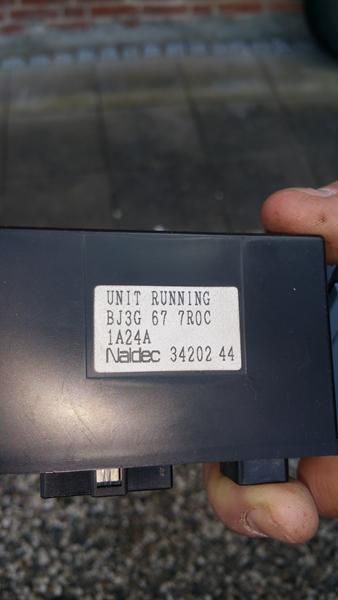 UNIT RUNNING
BJ3G 67 7R0C
1A24A
Naldec 34202 44